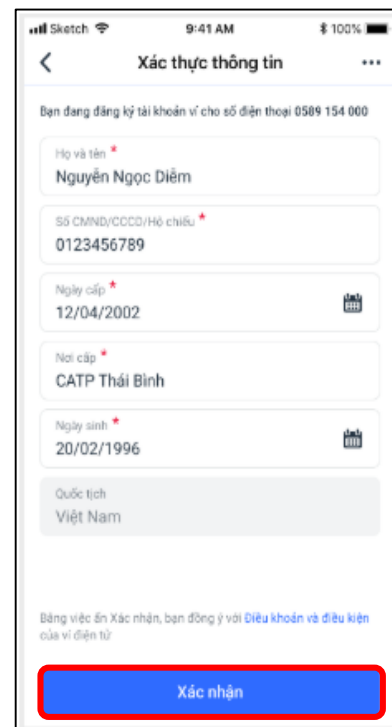 Sketch 9:41 AM 100%
Xác thực thông tin
Bạn đang đăng ký tài khoản ví cho số điện thoại 0589 154 000
Họ và tên *
Nguyễn Ngọc Diễm
Số CMND/CCCD/Hộ chiếu *
0123456789
Ngày cấp *
12/04/2002
Nơi cấp *
CATP Thái Bình
Ngày sinh *
20/02/1996
Quốc tịch
Việt Nam
Bằng việc ấn Xác nhận, bạn đồng ý với Điều khoản và điều kiện
của ví điện tử
Xác nhận